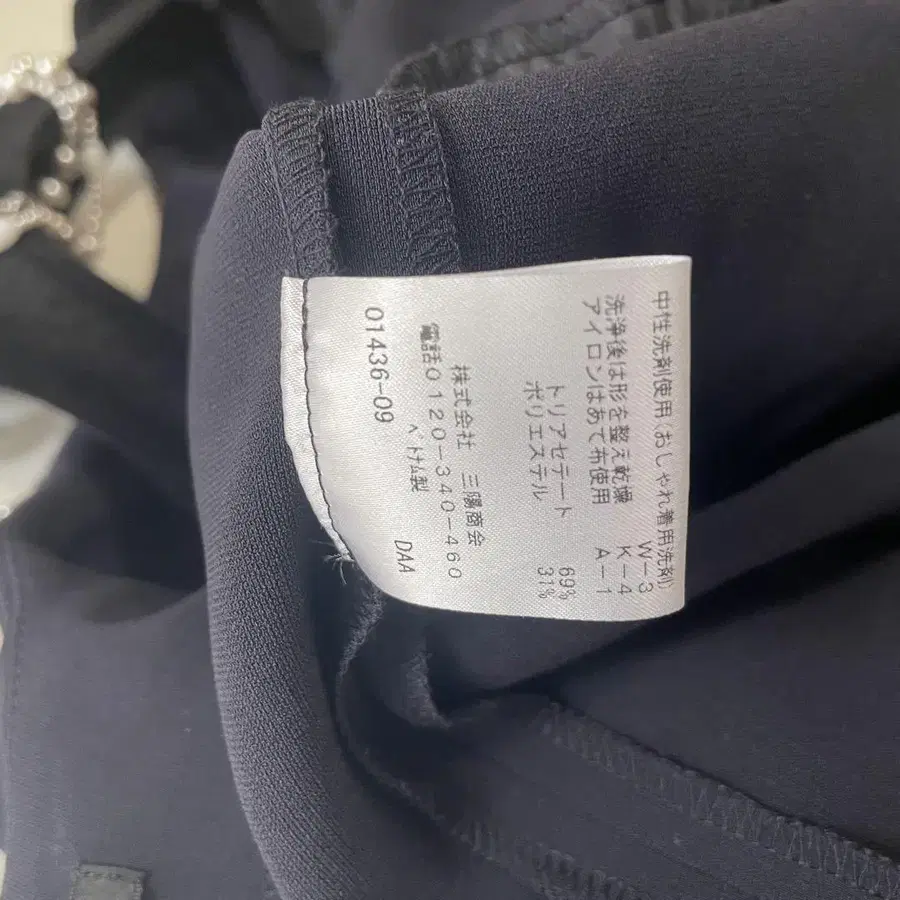 中性洗剤使用(おしゃれ着用洗剤)
洗浄後は形を整え乾燥
アイロンはあて布使用
W-3
K-4
A-1
トリアセテート 69%
ポリエステル 31%
株式会社 三陽商会
電話0120-340-460
ベトナム製
DAA
01436-09